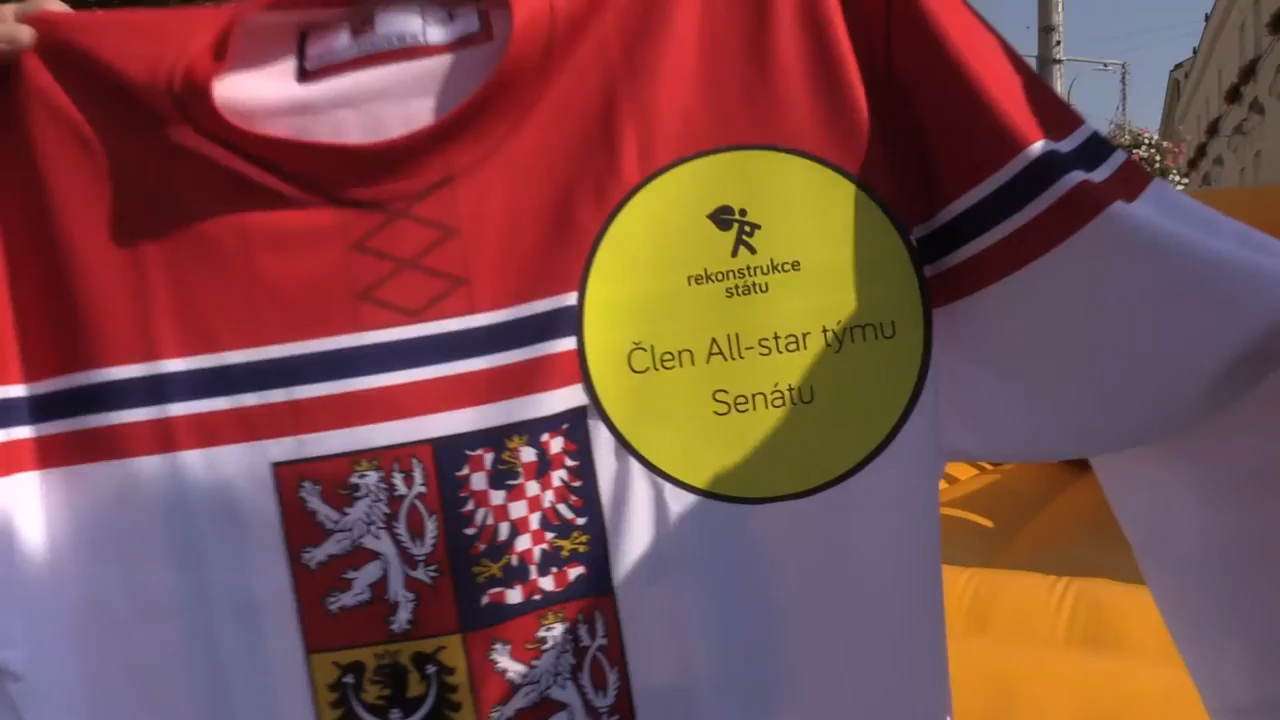 rekonstrukce
státu
Člen All-star týmu
Senátu